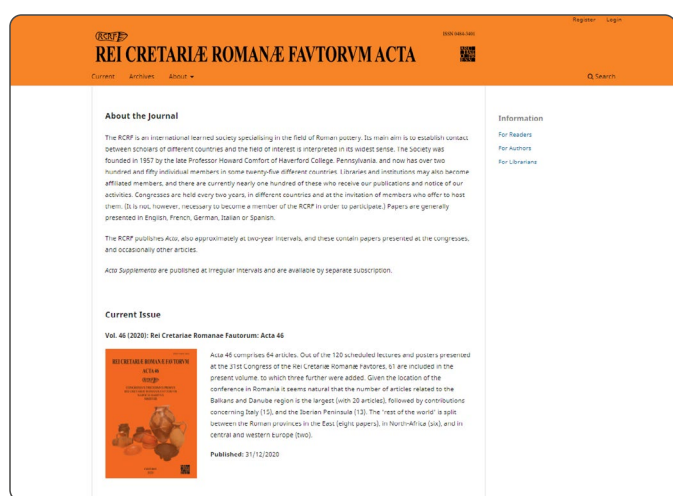 Register Login
RCRF
ISSN 0484-3401
REI CRETARIÆ ROMANÆ FAVTORVM ACTA
Current Archives About
Search
About the Journal
The RCRF is an international learned society specialising in the field of Roman pottery. Its main aim is to establish contact
between scholars of different countries and the field of interest is interpreted in its widest sense. The Society was
founded in 1957 by the late Professor Howard Comfort of Haverford College, Pennsylvania, and now has over two
hundred and fifty individual members in some twenty-five different countries. Libraries and institutions may also become
affiliated members, and there are currently nearly one hundred of these who receive our publications and notice of our
activities. Congresses are held every two years, in different countries and at the invitation of members who offer to host
them. (It is not, however, necessary to become a member of the RCRF in order to participate.) Papers are generally
presented in English, French, German, Italian or Spanish.
The RCRF publishes Acta, also approximately at two-year intervals, and these contain papers presented at the congresses,
and occasionally other articles.
Acta Supplementa are published at irregular intervals and are available by separate subscription.
Information
For Readers
For Authors
For Librarians
Current Issue
Vol. 46 (2020): Rei Cretariae Romanae Fautorum: Acta 46
REI CRETARIÆ ROMANÆ FAVTORVM
ACTA 46
Acta 46 comprises 64 articles. Out of the 120 scheduled lectures and posters presented
at the 31st Congress of the Rei Cretariæ Romanæ Favtores, 61 are included in the
present volume, to which three further were added. Given the location of the
conference in Romania it seems natural that the number of articles related to the
Balkans and Danube region is the largest (with 20 articles), followed by contributions
concerning Italy (15), and the Iberian Peninsula (13). The 'rest of the world' is split
between the Roman provinces in the East (eight papers), in North-Africa (six), and in
central and western Europe (two).
Published: 31/12/2020